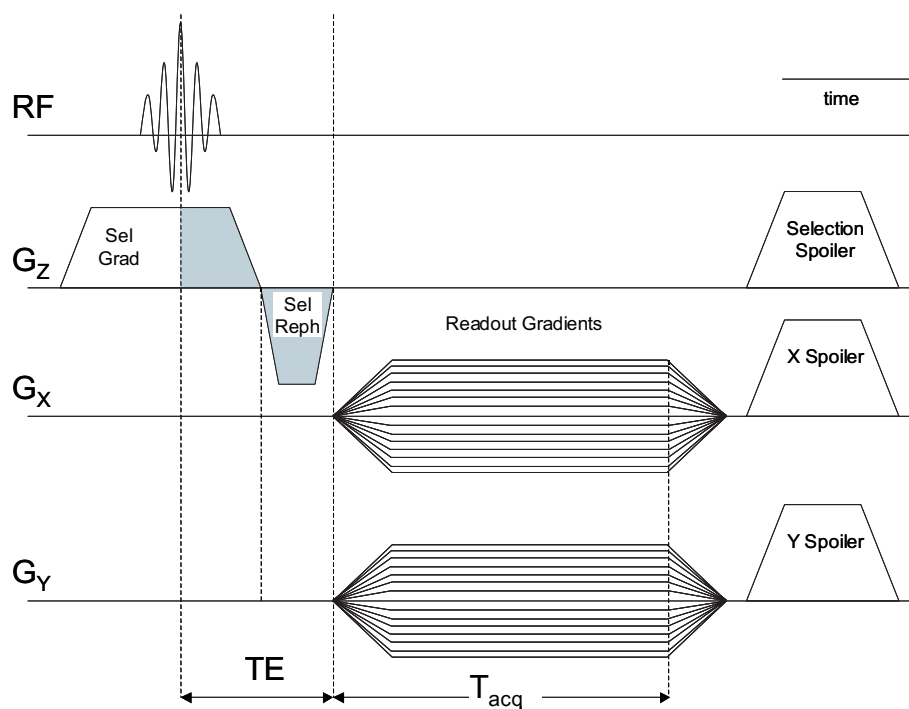 RF
time
Sel
Grad
Selection
Spoiler
G_Z
Sel
Reph
Readout Gradients
X Spoiler
G_X
Y Spoiler
G_Y
TE
T_acq